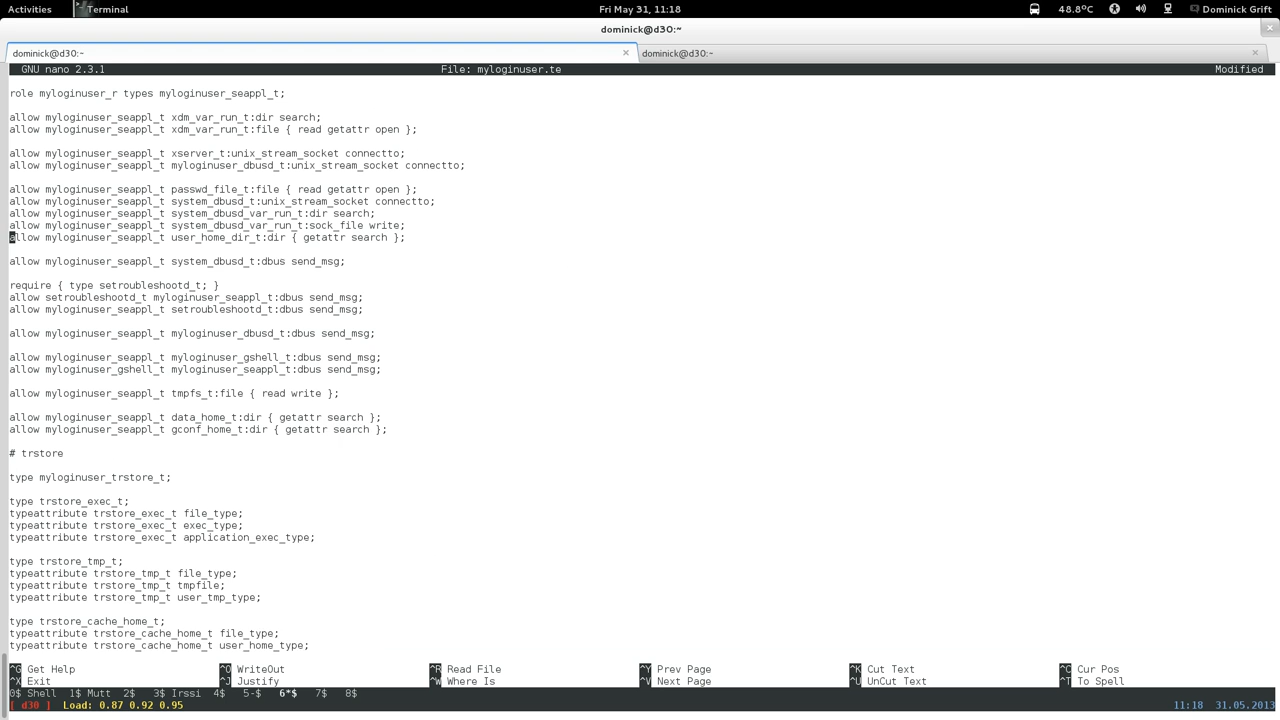 Activities Terminal Fri May 31, 11:18 48.8ºC Dominick Grift
dominick@d30:~
dominick@d30:~ dominick@d30:~
GNU nano 2.3.1 File: myloginuser.te Modified
role myloginuser_r types myloginuser_seappl_t;
allow myloginuser_seappl_t xdm_var_run_t:dir search;
allow myloginuser_seappl_t xdm_var_run_t:file { read getattr open };
allow myloginuser_seappl_t xserver_t:unix_stream_socket connectto;
allow myloginuser_seappl_t myloginuser_dbusd_t:unix_stream_socket connectto;
allow myloginuser_seappl_t passwd_file_t:file { read getattr open };
allow myloginuser_seappl_t system_dbusd_t:unix_stream_socket connectto;
allow myloginuser_seappl_t system_dbusd_var_run_t:dir search;
allow myloginuser_seappl_t system_dbusd_var_run_t:sock_file write;
allow myloginuser_seappl_t user_home_dir_t:dir { getattr search };
allow myloginuser_seappl_t system_dbusd_t:dbus send_msg;
require { type setroubleshootd_t; }
allow setroubleshootd_t myloginuser_seappl_t:dbus send_msg;
allow myloginuser_seappl_t setroubleshootd_t:dbus send_msg;
allow myloginuser_seappl_t myloginuser_dbusd_t:dbus send_msg;
allow myloginuser_seappl_t myloginuser_gshell_t:dbus send_msg;
allow myloginuser_gshell_t myloginuser_seappl_t:dbus send_msg;
allow myloginuser_seappl_t tmpfs_t:file { read write };
allow myloginuser_seappl_t data_home_t:dir { getattr search };
allow myloginuser_seappl_t gconf_home_t:dir { getattr search };
# trstore
type myloginuser_trstore_t;
type trstore_exec_t;
typeattribute trstore_exec_t file_type;
typeattribute trstore_exec_t exec_type;
typeattribute trstore_exec_t application_exec_type;
type trstore_tmp_t;
typeattribute trstore_tmp_t file_type;
typeattribute trstore_tmp_t tmpfile;
typeattribute trstore_tmp_t user_tmp_type;
type trstore_cache_home_t;
typeattribute trstore_cache_home_t file_type;
typeattribute trstore_cache_home_t user_home_type;
^G Get Help ^O WriteOut ^R Read File ^Y Prev Page ^K Cut Text ^C Cur Pos
^X Exit ^J Justify ^W Where Is ^V Next Page ^U UnCut Text ^T To Spell
0$ Shell 1$ Mutt 2$ 3$ Irssi 4$ 5-$ 6*$ 7$ 8$
[ d30 ] Load: 0.87 0.92 0.95 11:18 31.05.2013